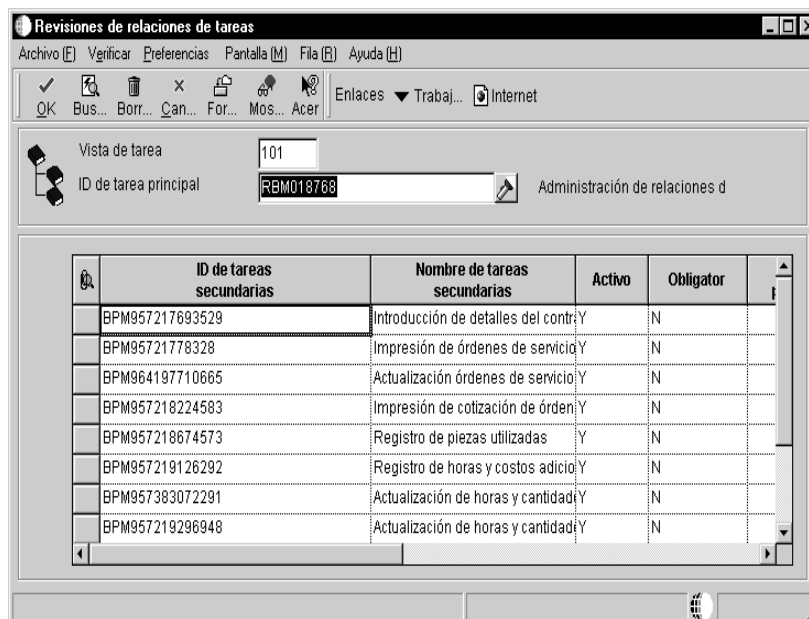 Revisiones de relaciones de tareas
Archivo (F) Verificar Preferencias Pantalla (M) Fila (R) Ayuda (H)
OK Bus... Borr... Can... For... Mos... Acer Enlaces Trabaj... Internet
Vista de tarea 101
ID de tarea principal RBM018768 Administración de relaciones d
ID de tareas secundarias Nombre de tareas secundarias Activo Obligator
BPM957217693529 Introducción de detalles del contr Y N
BPM95721778328 Impresión de órdenes de servicio Y N
BPM964197710665 Actualización órdenes de servicio Y N
BPM957218224583 Impresión de cotización de órden Y N
BPM957218674573 Registro de piezas utilizadas Y N
BPM957219126292 Registro de horas y costos adicio Y N
BPM957383072291 Actualización de horas y cantidad Y N
BPM957219296948 Actualización de horas y cantidad Y N